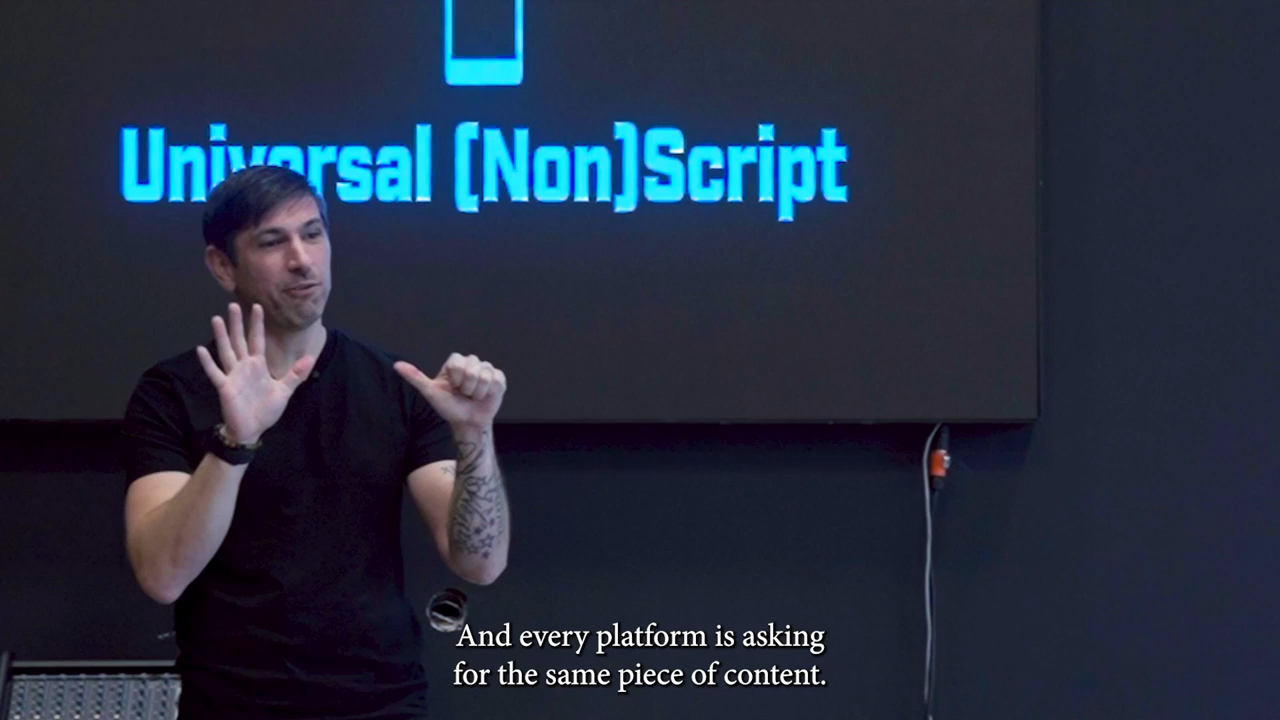 Universal (Non)Script
And every platform is asking
for the same piece of content.